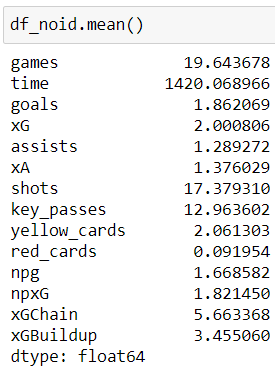 df_noid.mean()
games 19.643678
time 1420.068966
goals 1.862069
xG 2.000806
assists 1.289272
xA 1.376029
shots 17.379310
key_passes 12.963602
yellow_cards 2.061303
red_cards 0.091954
npg 1.668582
npxG 1.821450
xGChain 5.663368
xGBuildup 3.455060
dtype: float64